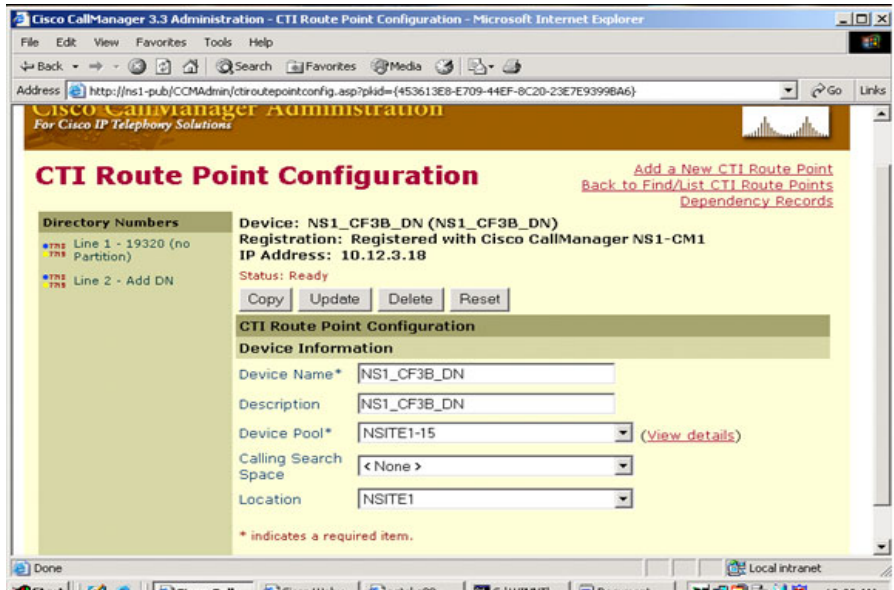 Cisco CallManager 3.3 Administration - CTI Route Point Configuration - Microsoft Internet Explorer
File Edit View Favorites Tools Help
Back Search Favorites Media
Address http://ns1-pub/CCMAdmin/ctiroutepointconfig.asp?pkid={453613E8-E709-44EF-8C20-23E7E9399BA6} Go Links
Cisco CallManager Administration
For Cisco IP Telephony Solutions
CTI Route Point Configuration
Add a New CTI Route Point
Back to Find/List CTI Route Points
Dependency Records
Directory Numbers
Line 1 - 19320 (no Partition)
Line 2 - Add DN
Device: NS1_CF3B_DN (NS1_CF3B_DN)
Registration: Registered with Cisco CallManager NS1-CM1
IP Address: 10.12.3.18
Status: Ready
Copy Update Delete Reset
CTI Route Point Configuration
Device Information
Device Name* NS1_CF3B_DN
Description NS1_CF3B_DN
Device Pool* NSITE1-15 (View details)
Calling Search Space < None >
Location NSITE1
* indicates a required item.
Done Local intranet